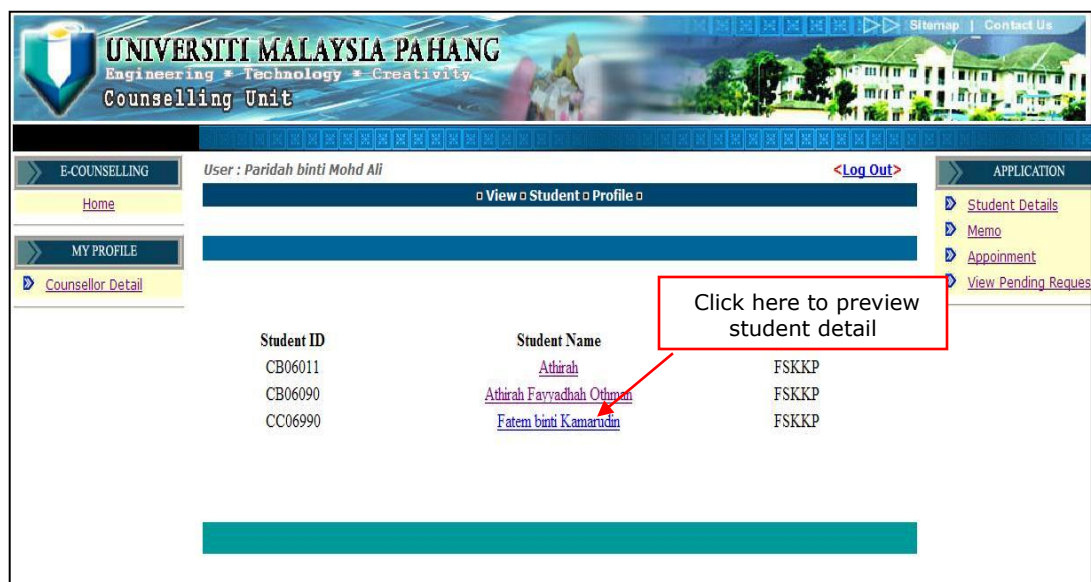 Sitemap | Contact Us
UNIVERSITI MALAYSIA PAHANG
Engineering * Technology * Creativity
Counselling Unit
E-COUNSELLING
Home
MY PROFILE
Counsellor Detail
User : Paridah binti Mohd Ali
<Log Out>
View Student Profile
Click here to preview
student detail
Student ID Student Name
CB06011 Athirah FSKKP
CB06090 Athirah Fayyadhah Othman FSKKP
CC06990 Fatem binti Kamarudin FSKKP
APPLICATION
Student Details
Memo
Appoinment
View Pending Reques